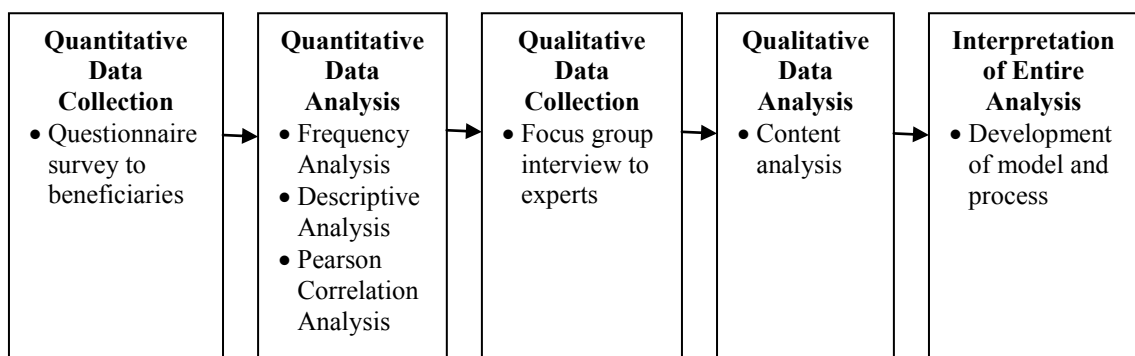 Quantitative
Data
Collection
• Questionnaire
survey to
beneficiaries
Quantitative
Data
Analysis
• Frequency
Analysis
• Descriptive
Analysis
• Pearson
Correlation
Analysis
Qualitative
Data
Collection
• Focus group
interview to
experts
Qualitative
Data
Analysis
• Content
analysis
Interpretation
of Entire
Analysis
• Development
of model and
process